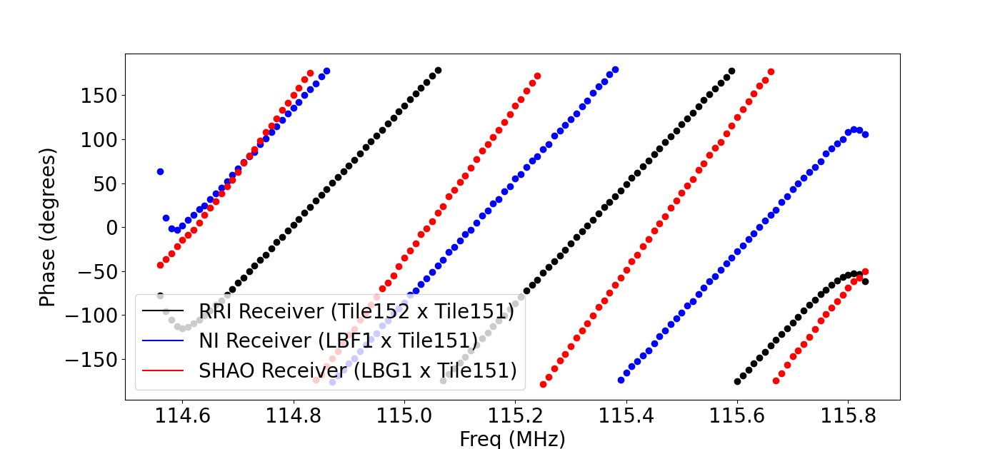 150
100
50
0
−50
−100
−150
Phase (degrees)
RRI Receiver (Tile152 x Tile151)
NI Receiver (LBF1 x Tile151)
SHAO Receiver (LBG1 x Tile151)
114.6 114.8 115.0 115.2 115.4 115.6 115.8
Freq (MHz)